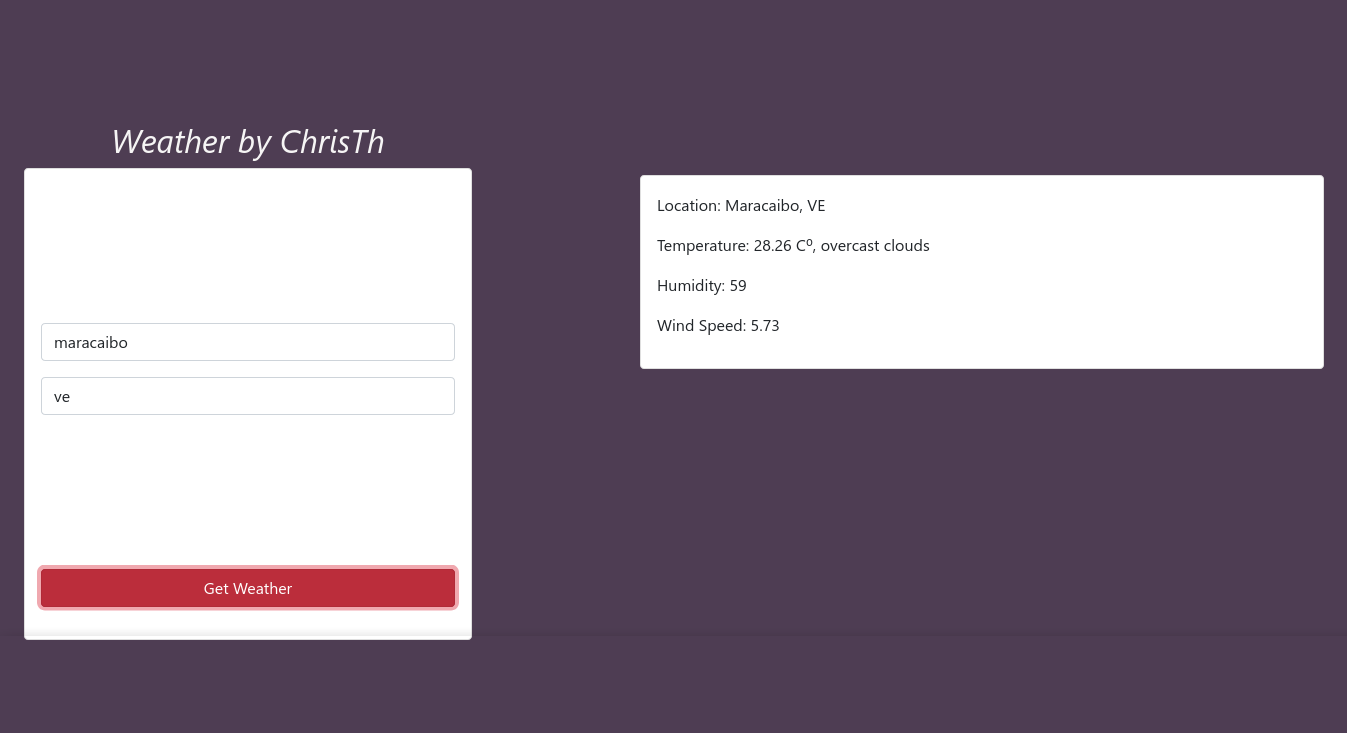 Weather by ChrisTh
maracaibo
ve
Get Weather
Location: Maracaibo, VE
Temperature: 28.26 Cº, overcast clouds
Humidity: 59
Wind Speed: 5.73